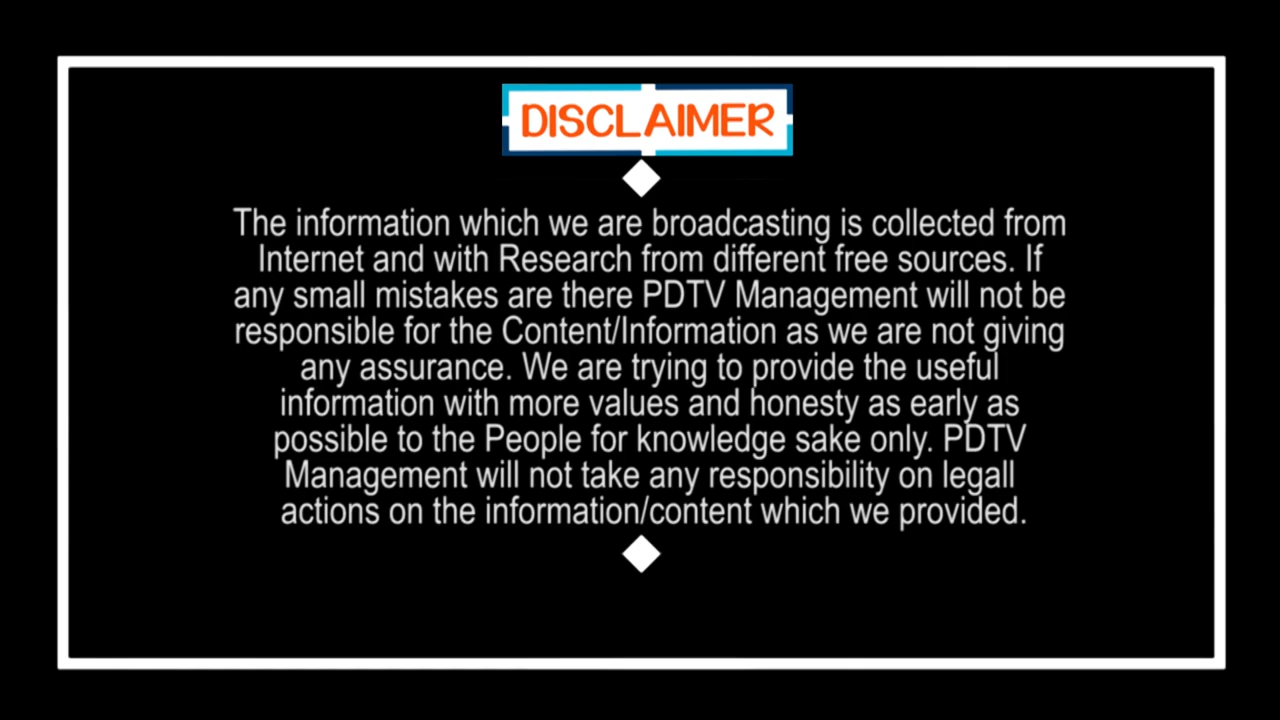 DISCLAIMER
The information which we are broadcasting is collected from
Internet and with Research from different free sources. If
any small mistakes are there PDTV Management will not be
responsible for the Content/Information as we are not giving
any assurance. We are trying to provide the useful
information with more values and honesty as early as
possible to the People for knowledge sake only. PDTV
Management will not take any responsibility on legall
actions on the information/content which we provided.